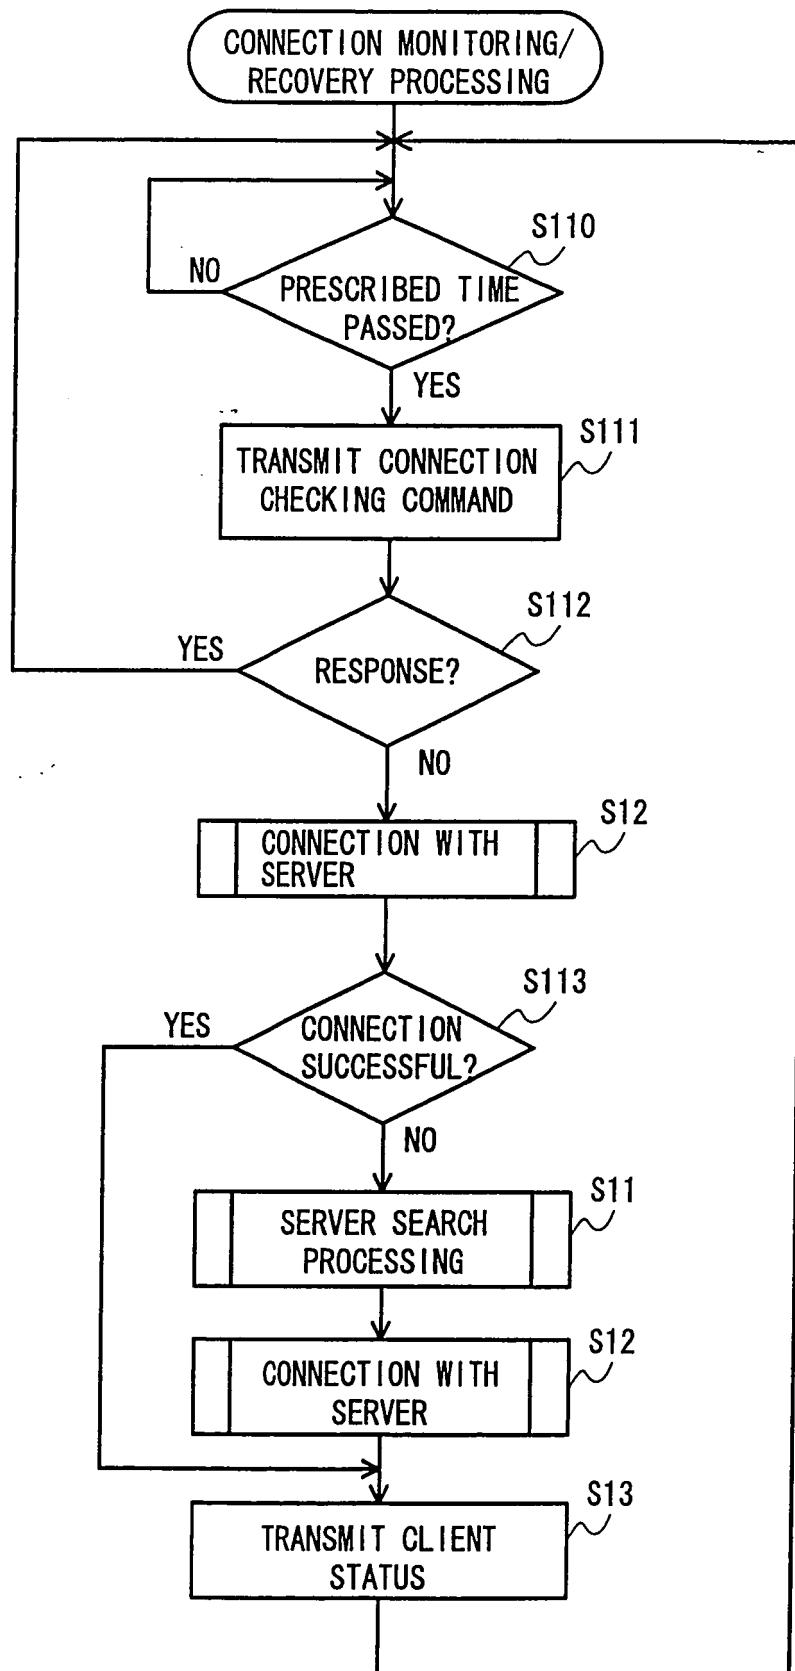 CONNECTION MONITORING/
RECOVERY PROCESSING
S110
NO
PRESCRIBED TIME
PASSED?
YES
S111
TRANSMIT CONNECTION
CHECKING COMMAND
S112
YES
RESPONSE?
NO
S12
CONNECTION WITH
SERVER
S113
YES
CONNECTION
SUCCESSFUL?
NO
S11
SERVER SEARCH
PROCESSING
S12
CONNECTION WITH
SERVER
S13
TRANSMIT CLIENT
STATUS